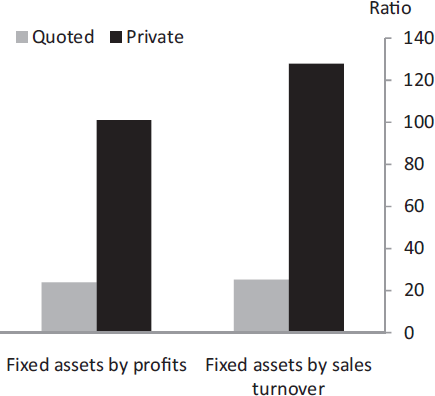 Ratio
Quoted Private
140
120
100
80
60
40
20
0
Fixed assets by profits
Fixed assets by sales
turnover